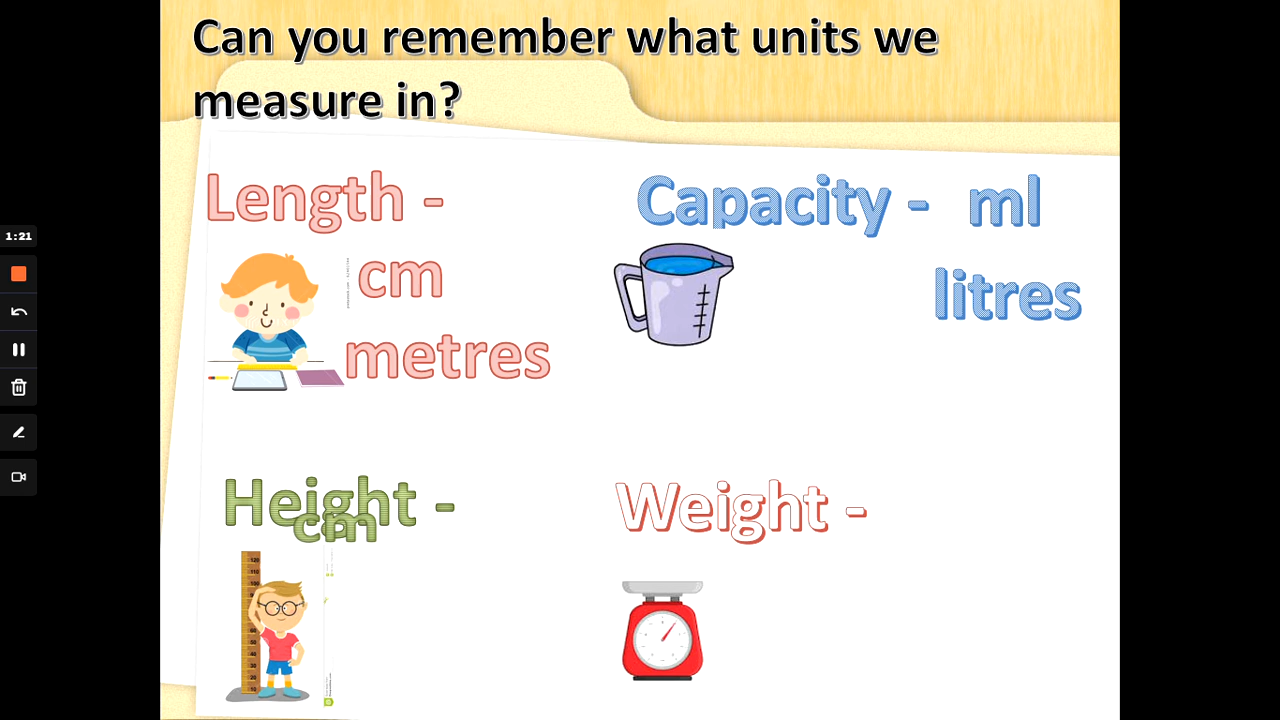 Can you remember what units we
measure in?
Length -
cm
metres
Capacity - ml
litres
Height -
cm
Weight -
1:21